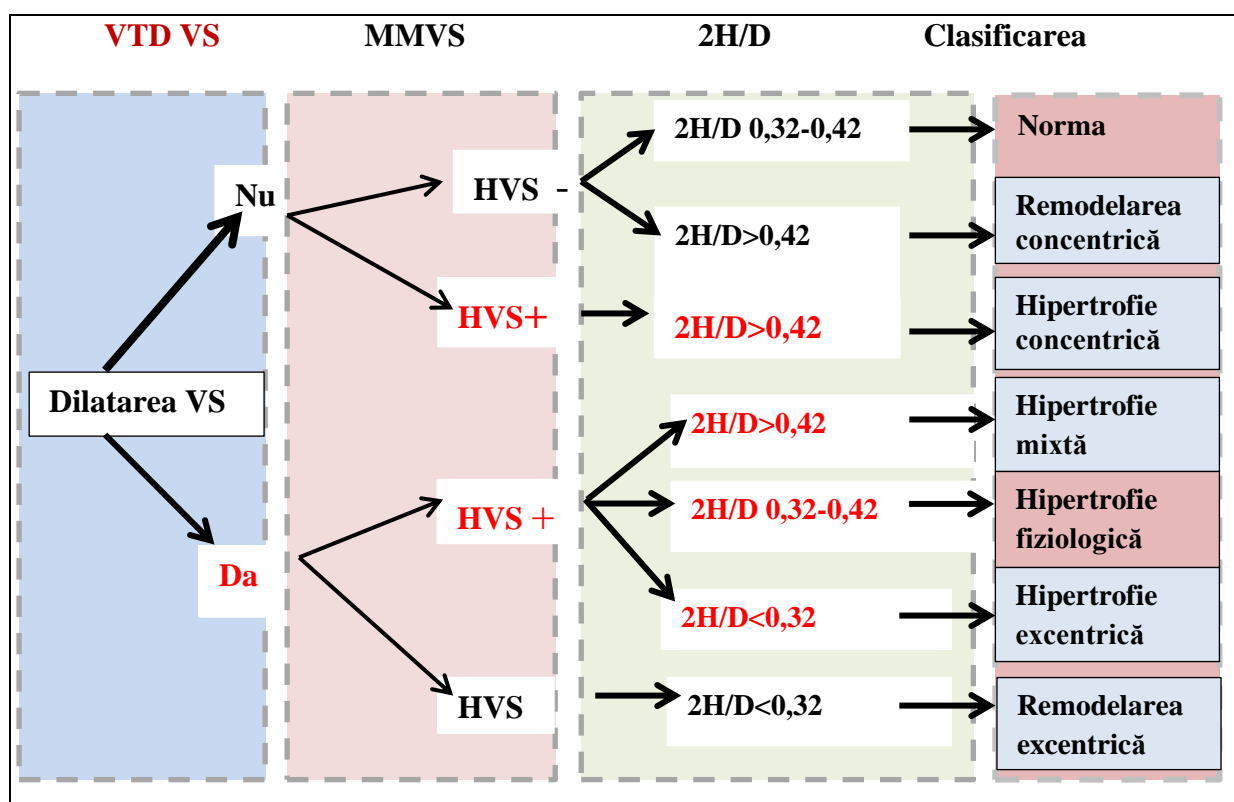 VTD VS MMVS 2H/D Clasificarea
Nu
Dilatarea VS
Da
HVS -
HVS+
HVS +
HVS
2H/D 0,32-0,42
2H/D>0,42
2H/D>0,42
2H/D>0,42
2H/D 0,32-0,42
2H/D<0,32
2H/D<0,32
Norma
Remodelarea
concentrică
Hipertrofie
concentrică
Hipertrofie
mixtă
Hipertrofie
fiziologică
Hipertrofie
excentrică
Remodelarea
excentrică